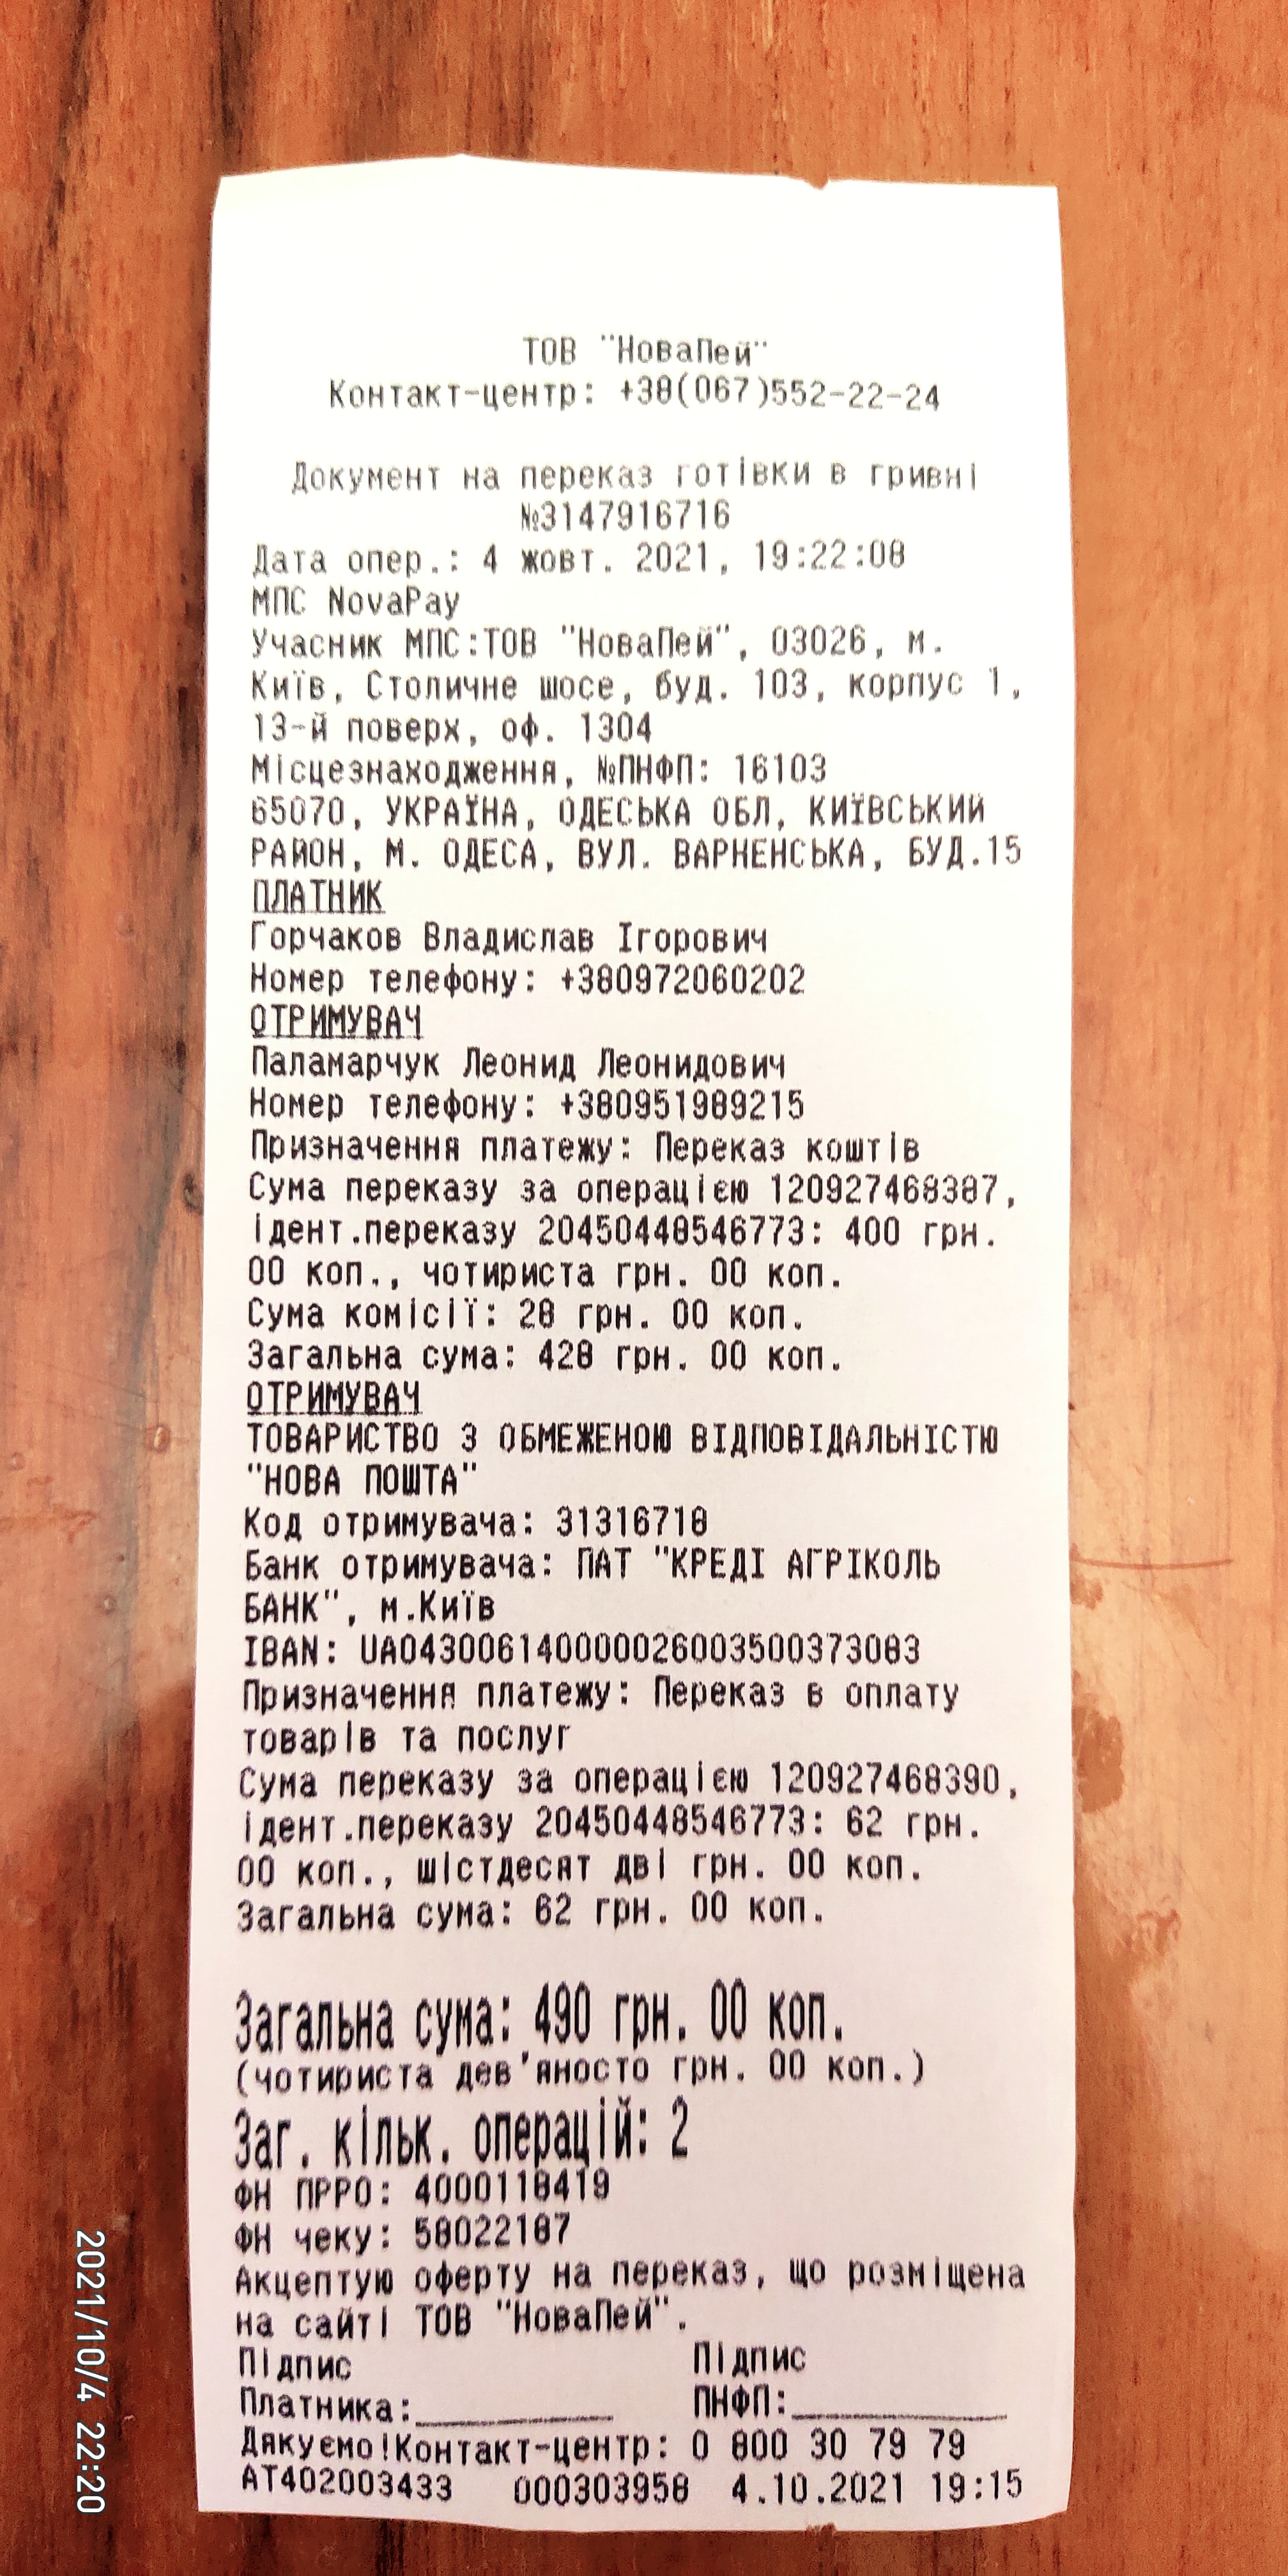 ТОВ "НоваПей"
Контакт-центр: +38(067)552-22-24
Документ на переказ готівки в гривні
№3147916716
Дата опер.: 4 жовт. 2021, 19:22:08
МПС NovaPay
Учасник МПС:ТОВ "НоваПей", 03026, м.
Київ, Столичне шосе, буд. 103, корпус 1,
13-й поверх, оф. 1304
Місцезнаходження, №ПНФП: 16103
65070, УКРАЇНА, ОДЕСЬКА ОБЛ, КИЇВСЬКИЙ
РАЙОН, М. ОДЕСА, ВУЛ. ВАРНЕНСЬКА, БУД.15
ПЛАТНИК
Горчаков Владислав Ігорович
Номер телефону: +380972060202
ОТРИМУВАЧ
Паламарчук Леонид Леонидович
Номер телефону: +380951989215
Призначення платежу: Переказ коштів
Сума переказу за операцією 120927468387,
ідент.переказу 20450448546773: 400 грн.
00 коп., чотириста грн. 00 коп.
Сума комісії: 28 грн. 00 коп.
Загальна сума: 428 грн. 00 коп.
ОТРИМУВАЧ
ТОВАРИСТВО З ОБМЕЖЕНОЮ ВІДПОВІДАЛЬНІСТЮ
"НОВА ПОШТА"
Код отримувача: 31316718
Банк отримувача: ПАТ "КРЕДІ АГРІКОЛЬ
БАНК", м.Київ
IBAN: UA043006140000026003500373083
Призначення платежу: Переказ в оплату
товарів та послуг
Сума переказу за операцією 120927468390,
ідент.переказу 20450448546773: 62 грн.
00 коп., шістдесят дві грн. 00 коп.
Загальна сума: 62 грн. 00 коп.
Загальна сума: 490 грн. 00 коп.
(чотириста дев'яносто грн. 00 коп.)
Заг. кільк. операцій: 2
ФН ПРРО: 4000118419
ФН чеку: 58022187
Акцептую оферту на переказ, що розміщена
на сайті ТОВ "НоваПей".
Підпис Підпис
Платника:__________ ПНФП:___________
Дякуємо!Контакт-центр: 0 800 30 79 79
АТ402003433 000303958 4.10.2021 19:15
2021/10/4 22:20